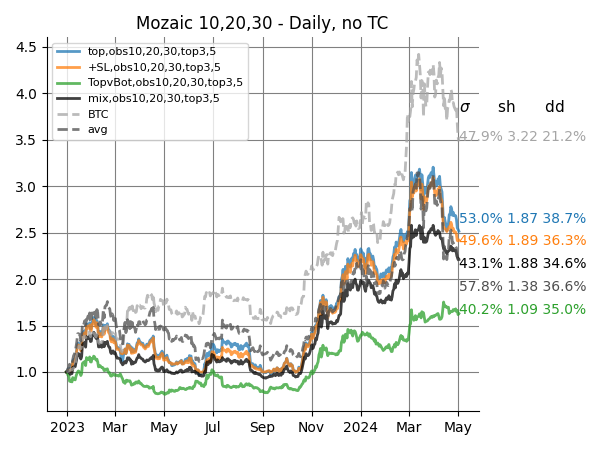 Mozaic 10,20,30 - Daily, no TC
4.5
4.0
3.5
3.0
2.5
2.0
1.5
1.0
top,obs10,20,30,top3,5
+SL,obs10,20,30,top3,5
TopvBot,obs10,20,30,top3,5
mix,obs10,20,30,top3,5
BTC
avg
σ sh dd
47.9% 3.22 21.2%
53.0% 1.87 38.7%
49.6% 1.89 36.3%
43.1% 1.88 34.6%
57.8% 1.38 36.6%
40.2% 1.09 35.0%
2023 Mar May Jul Sep Nov 2024 Mar May